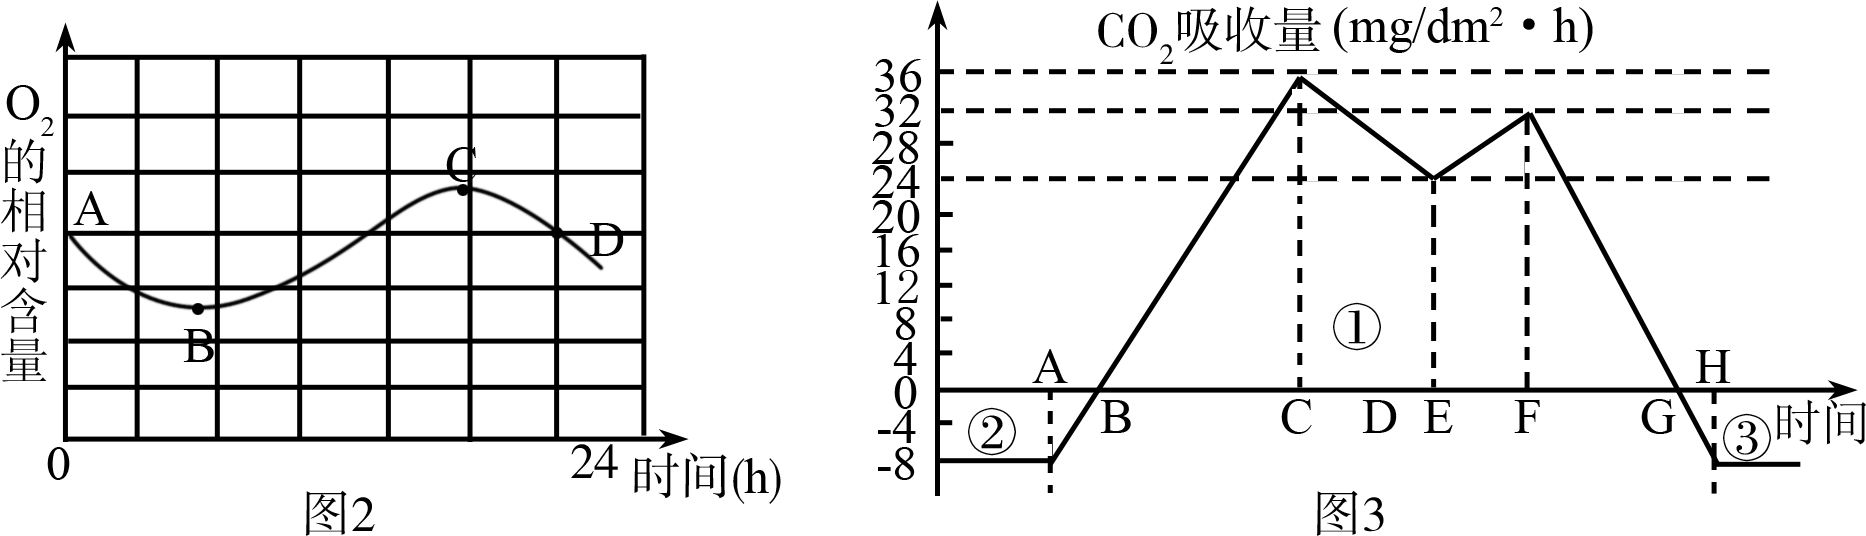 O₂的相对含量
A
B
C
D
0
24
时间(h)
图2
CO₂吸收量(mg/dm²·h)
36
32
28
24
20
16
12
8
4
0
-4
-8
①
②
③
A
B
C
D
E
F
G
H
时间
图3